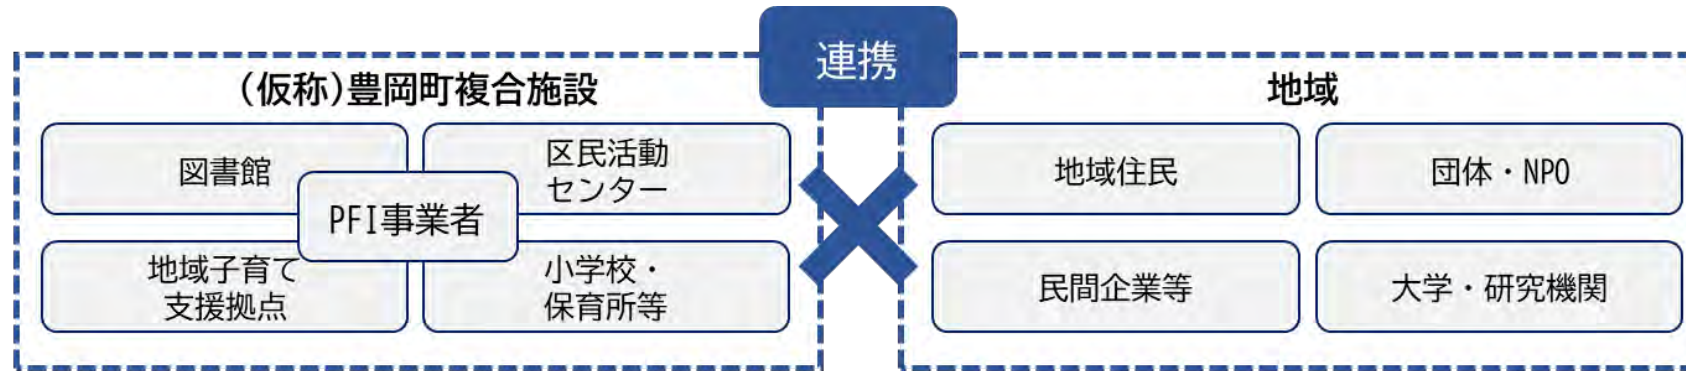 連携
(仮称)豊岡町複合施設
図書館
区民活動
センター
PFI事業者
地域子育て
支援拠点
小学校・
保育所等
地域
地域住民
団体・NPO
民間企業等
大学・研究機関